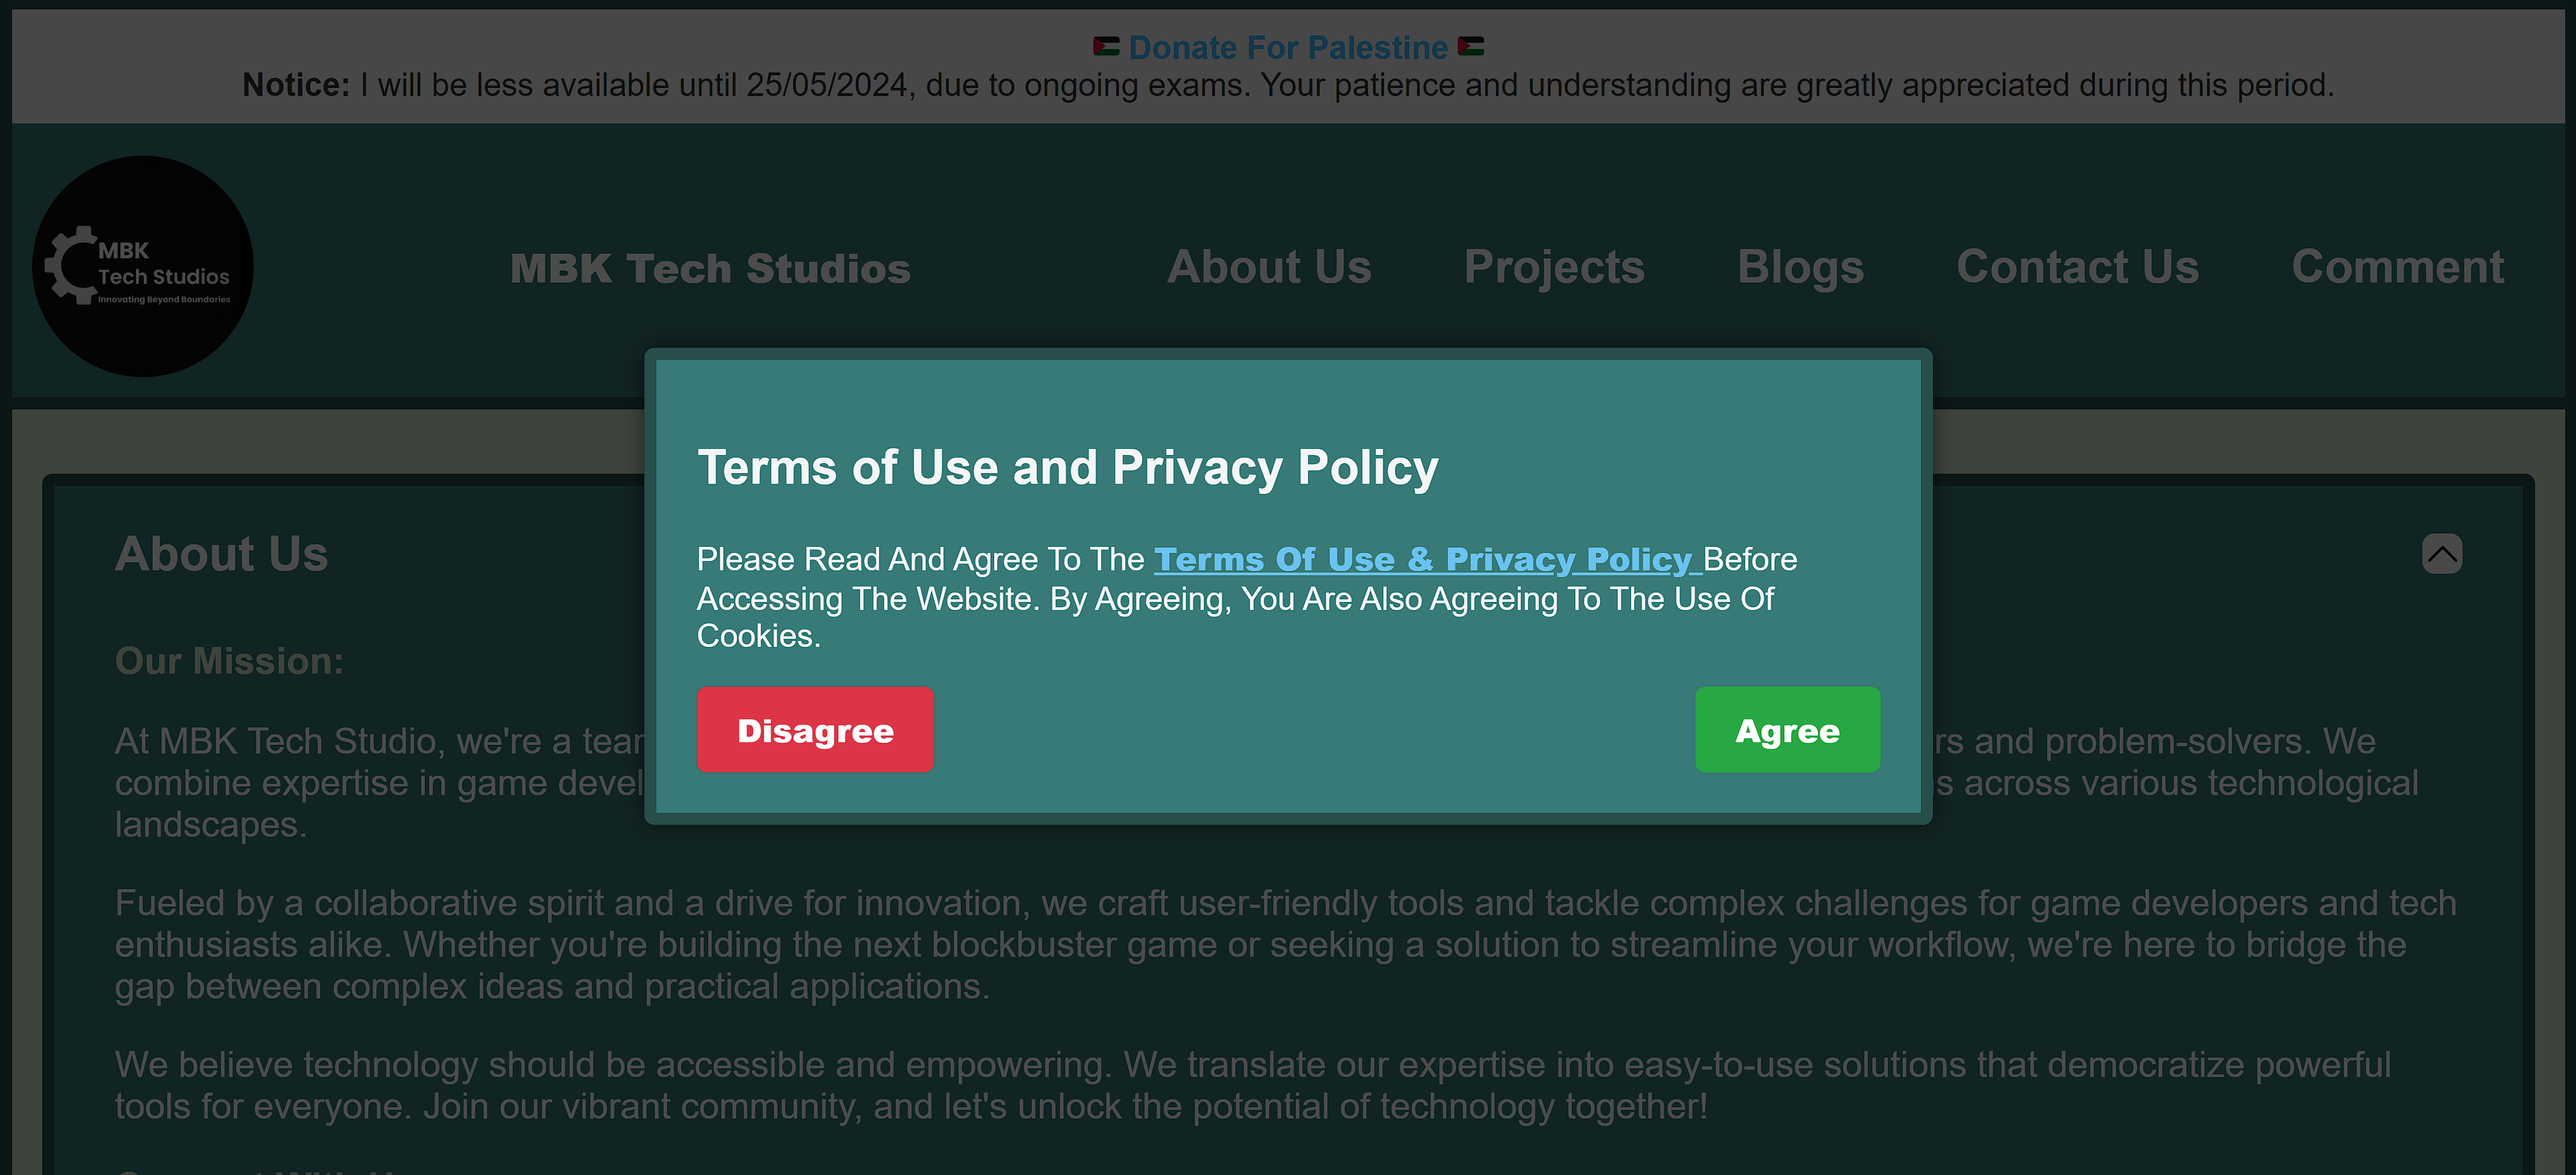 Donate For Palestine
Notice: I will be less available until 25/05/2024, due to ongoing exams. Your patience and understanding are greatly appreciated during this period.
MBK
Tech Studios
Innovating Beyond Boundaries
MBK Tech Studios
About Us
Projects
Blogs
Contact Us
Comment
Terms of Use and Privacy Policy
Please Read And Agree To The Terms Of Use & Privacy Policy Before
Accessing The Website. By Agreeing, You Are Also Agreeing To The Use Of
Cookies.
Disagree
Agree
About Us
Our Mission:
At MBK Tech Studio, we're a and problem-solvers. We
combine expertise in game across various technological
landscapes.
Fueled by a collaborative spirit and a drive for innovation, we craft user-friendly tools and tackle complex challenges for game developers and tech
enthusiasts alike. Whether you're building the next blockbuster game or seeking a solution to streamline your workflow, we're here to bridge the
gap between complex ideas and practical applications.
We believe technology should be accessible and empowering. We translate our expertise into easy-to-use solutions that democratize powerful
tools for everyone. Join our vibrant community, and let's unlock the potential of technology together!